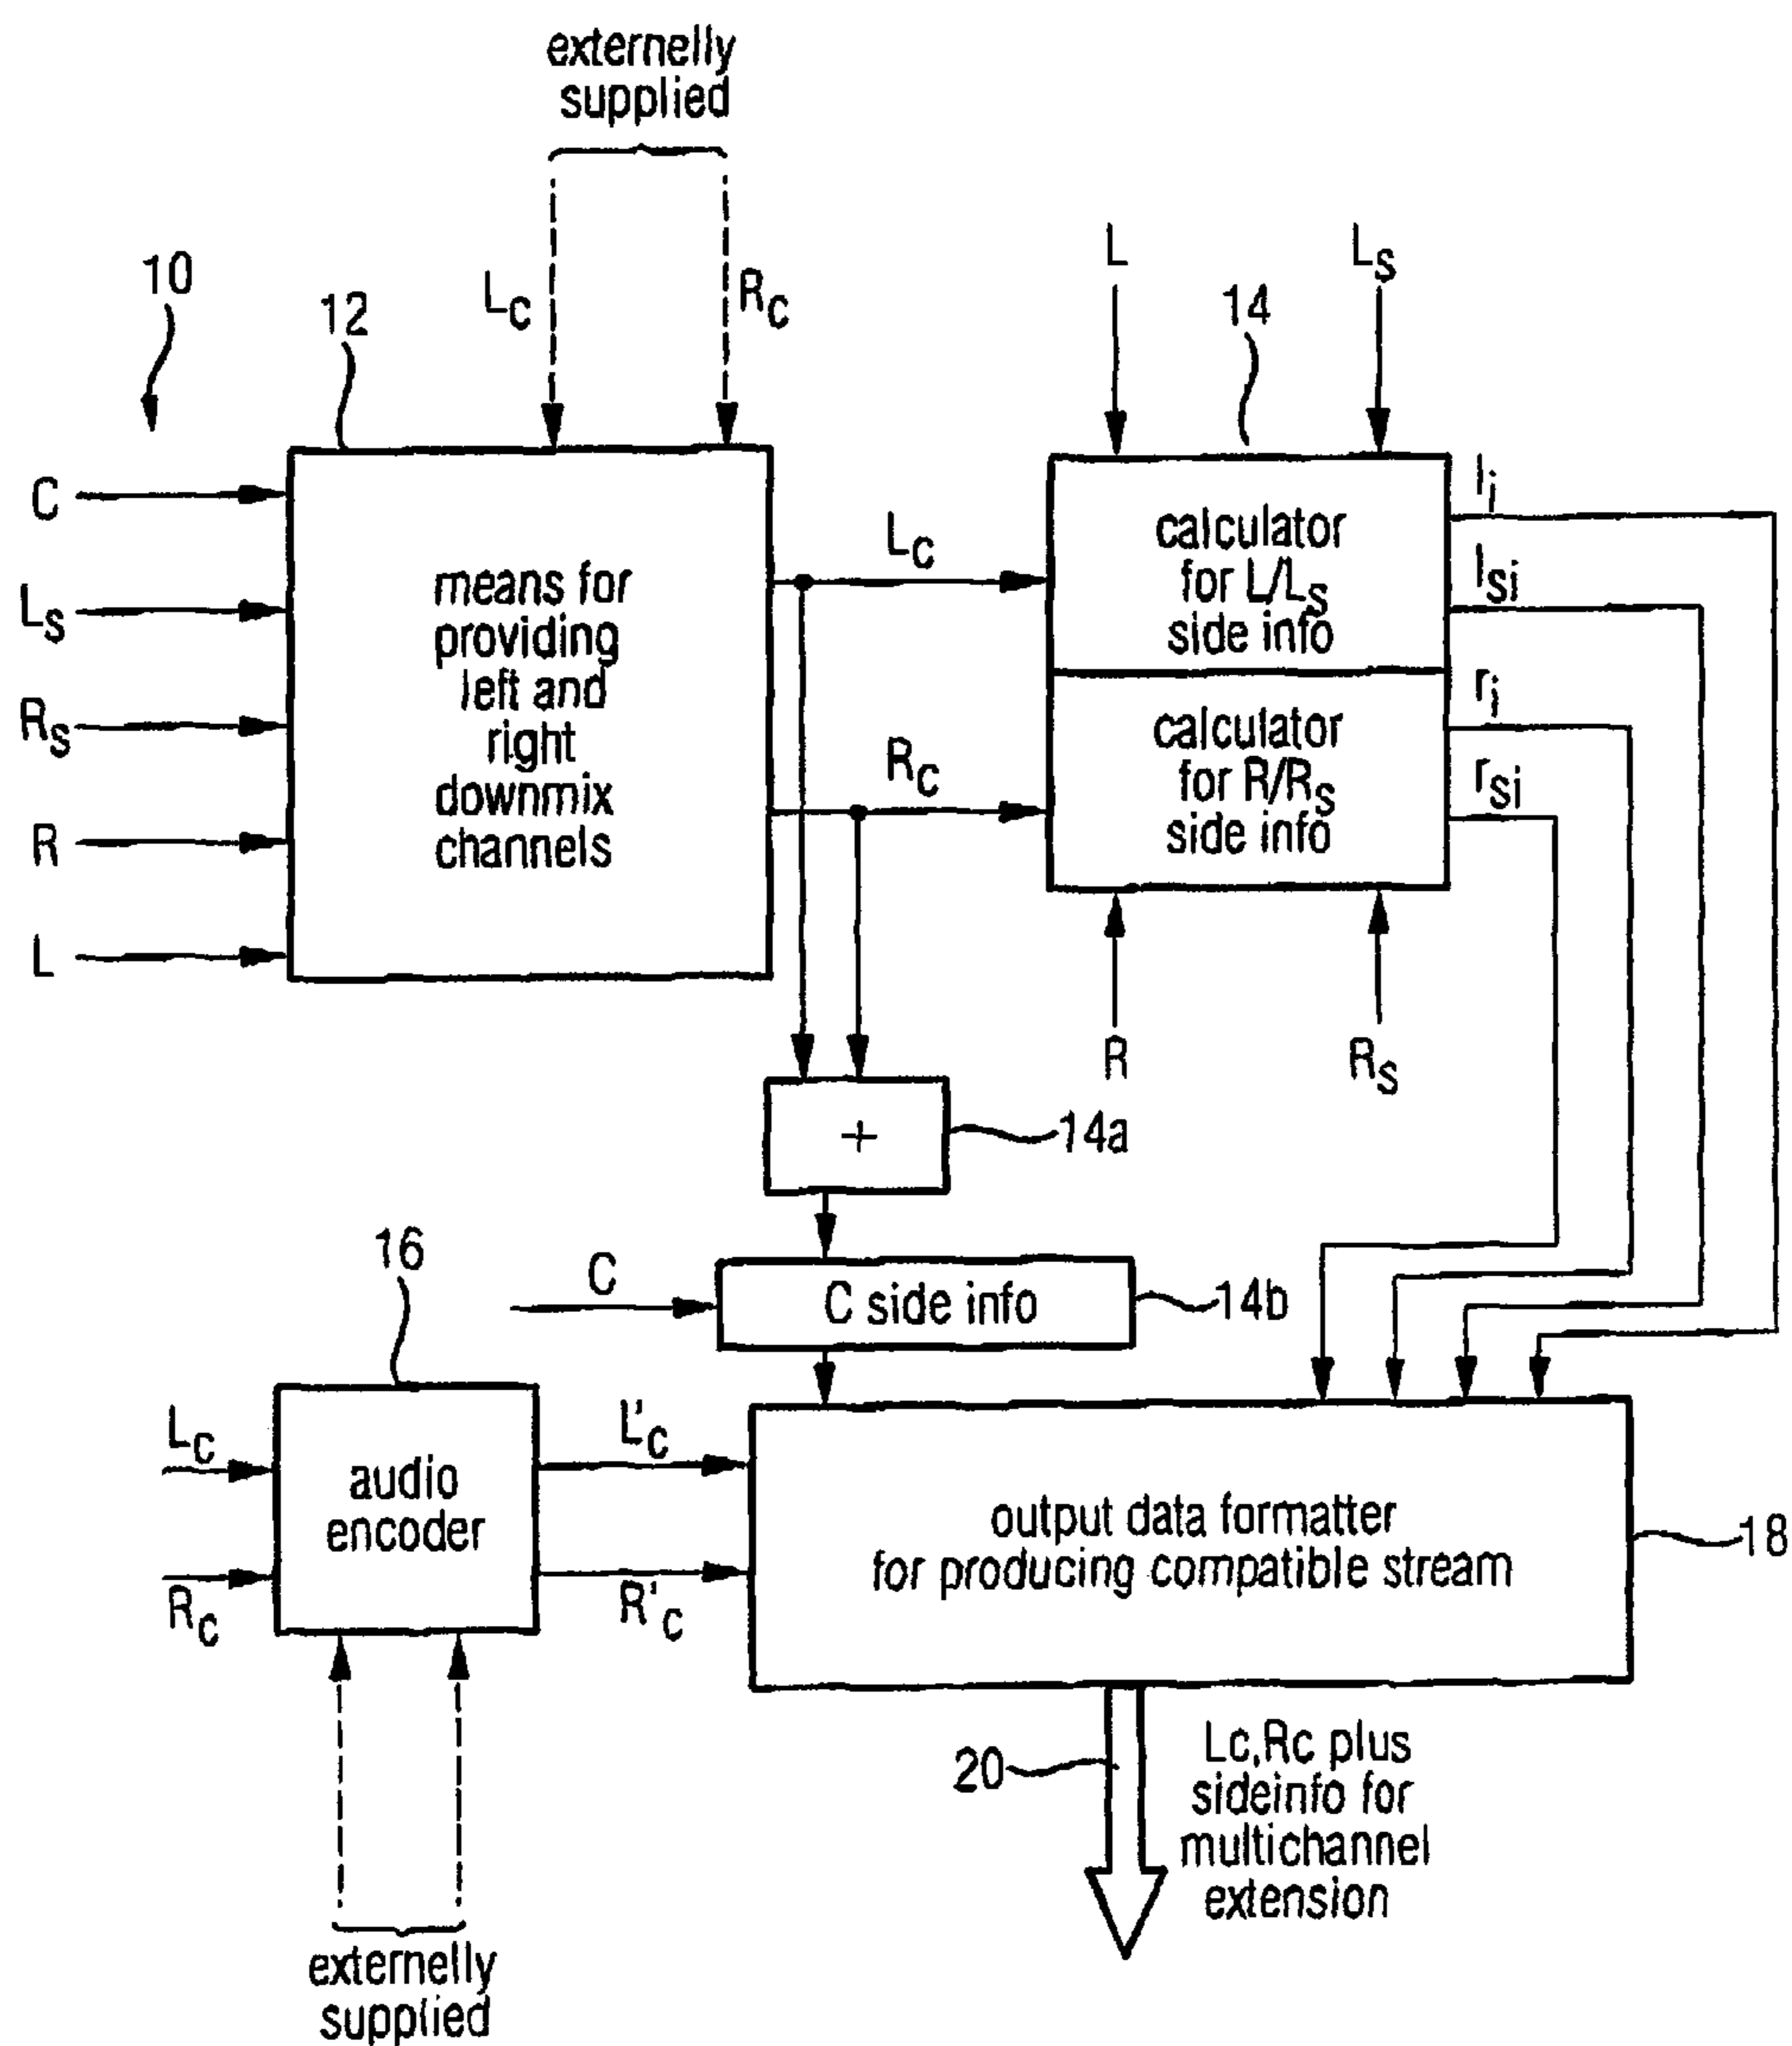 externelly
supplied
10
12
Lc
Rc
L
Ls
14
C
Ls
Rs
R
L
means for
providing
left and
right
downmix
channels
Lc
Rc
calculator
for L/Ls
side info
calculator
for R/Rs
side info
li
lsi
ri
rsi
R
Rs
+
14a
16
C
C side info
14b
Lc
Rc
audio
encoder
L'c
R'c
output data formatter
for producing compatible stream
18
20
Lc,Rc plus
sideinfo for
multichannel
extension
externelly
supplied